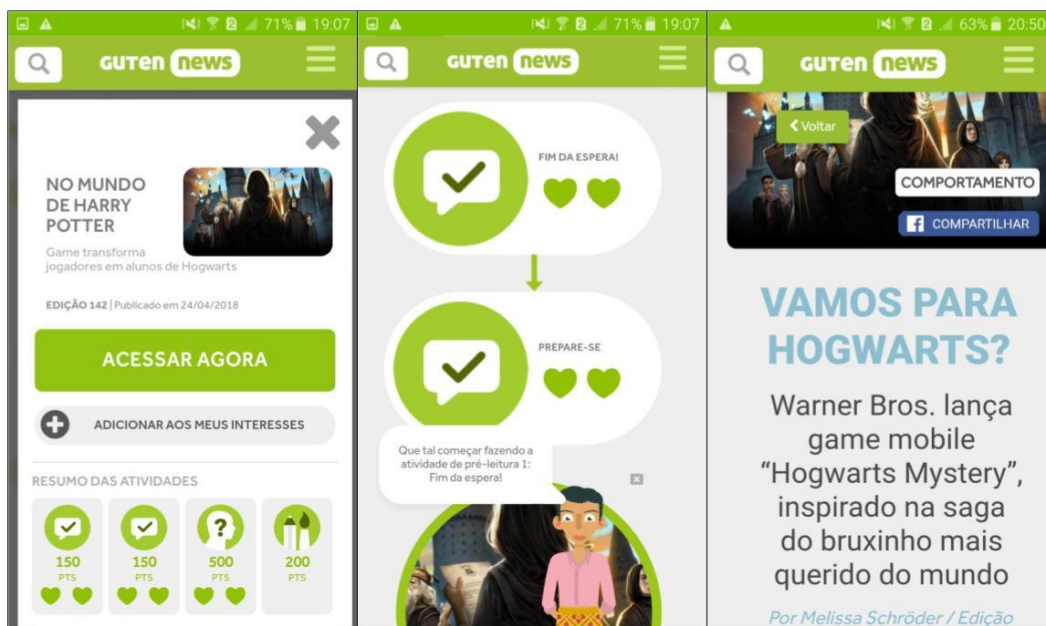 71% 19:07
GUTEN news
NO MUNDO
DE HARRY
POTTER
Game transforma
jogadores em alunos de Hogwarts
EDIÇÃO 142 | Publicado em 24/04/2018
ACESSAR AGORA
ADICIONAR AOS MEUS INTERESSES
RESUMO DAS ATIVIDADES
150 150 500 200
PTS PTS PTS PTS
2 71% 19:07
GUTEN news
FIM DA ESPERA!
PREPARE-SE
Que tal começar fazendo a
atividade de pré-leitura 1:
Fim da espera!
2 63% 20:50
GUTEN news
Voltar
COMPORTAMENTO
COMPARTILHAR
VAMOS PARA
HOGWARTS?
Warner Bros. lança
game mobile
“Hogwarts Mystery”,
inspirado na saga
do bruxinho mais
querido do mundo
Por Melissa Schröder / Edição